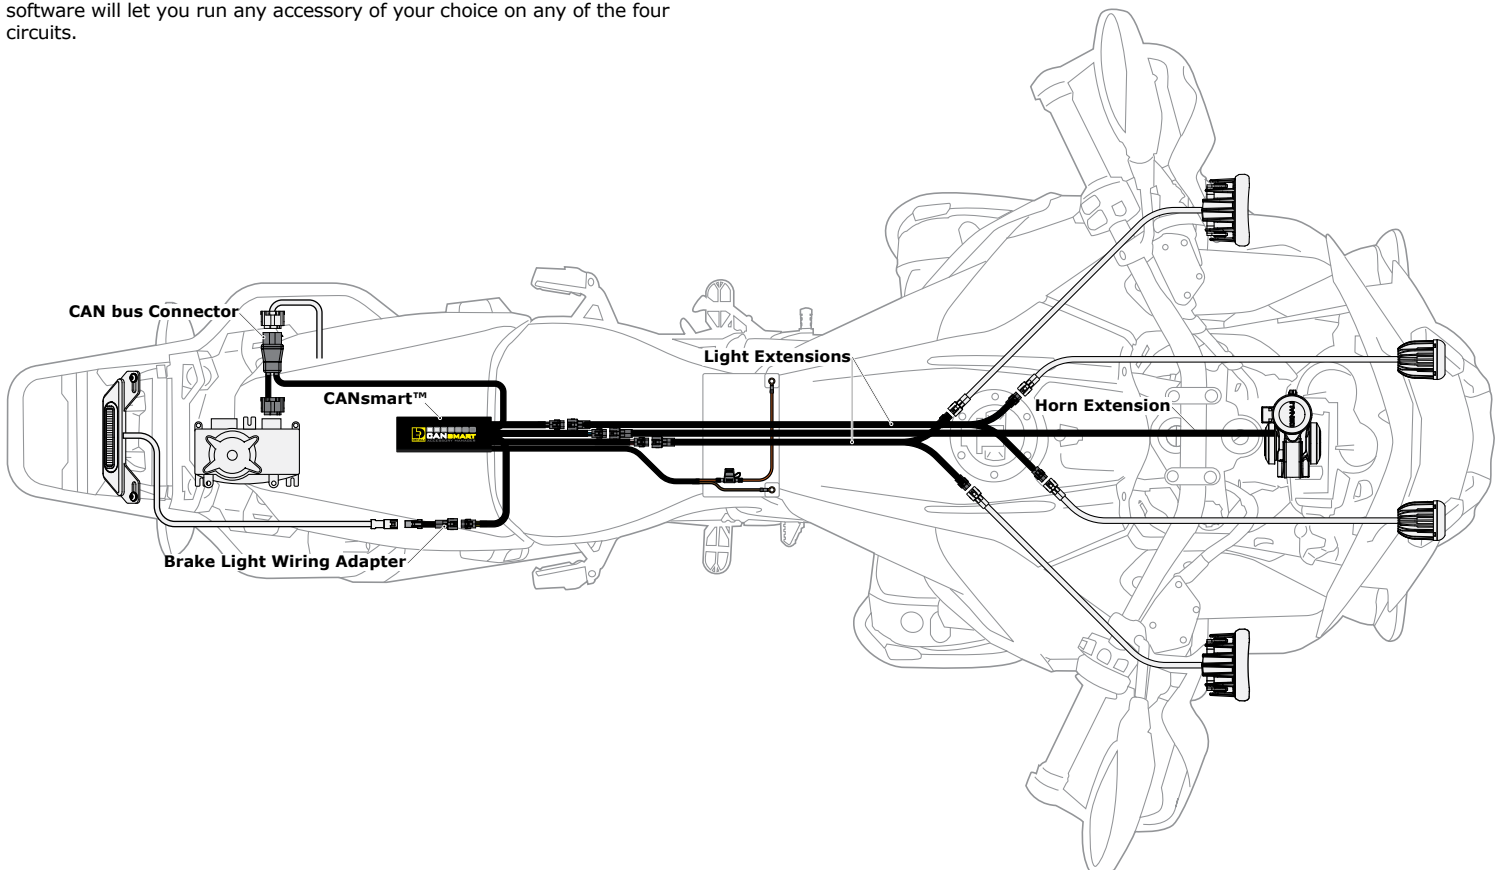 software will let you run any accessory of your choice on any of the four
circuits.
CAN bus Connector
Light Extensions
CANsmart™
Horn Extension
DANSMART
Brake Light Wiring Adapter